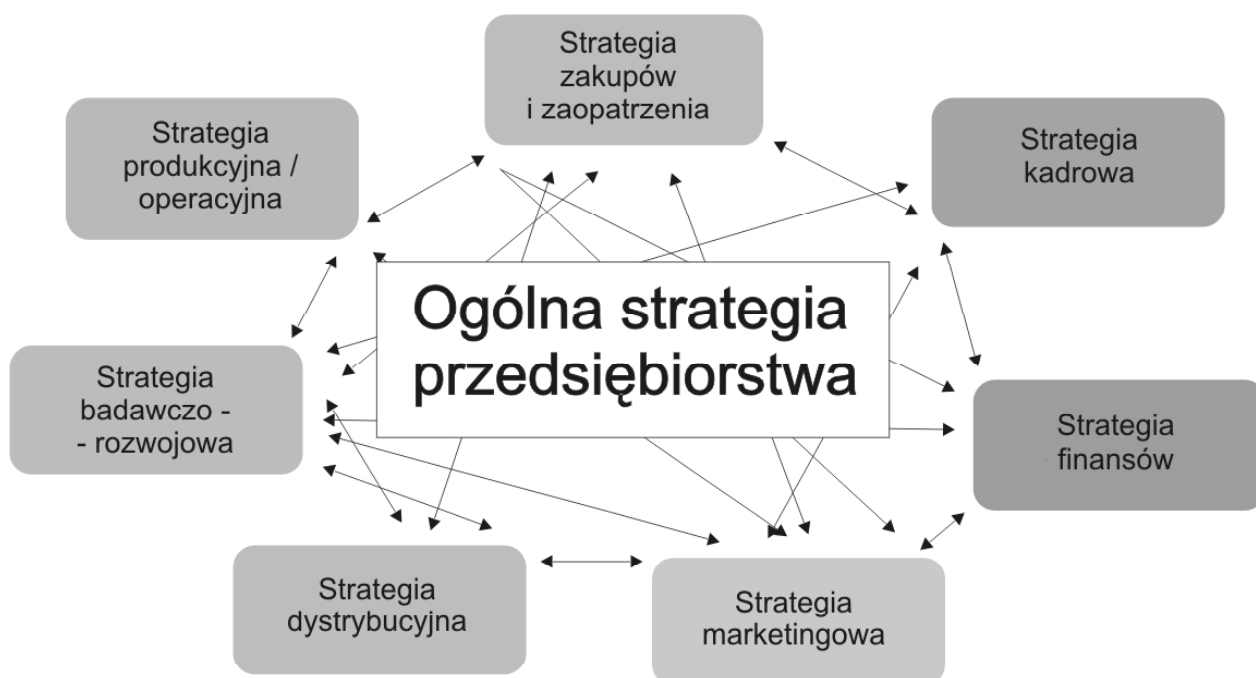 Strategia
zakupów
i zaopatrzenia
Strategia
produkcyjna /
operacyjna
Strategia
kadrowa
Ogólna strategia
przedsiębiorstwa
Strategia
badawczo -
- rozwojowa
Strategia
finansów
Strategia
dystrybucyjna
Strategia
marketingowa